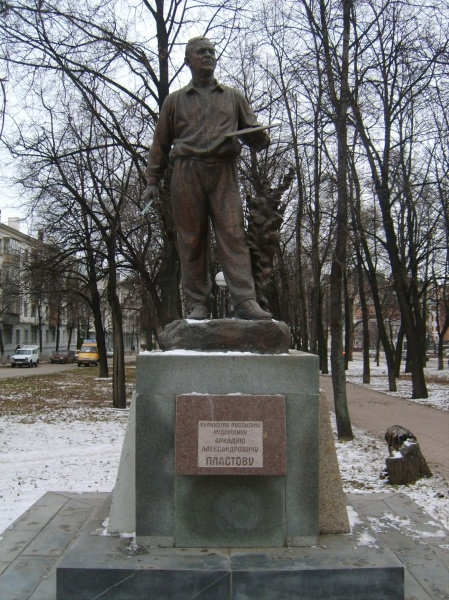 ВЕЛИКОМУ РУССКОМУ
ХУДОЖНИКУ
АРКАДИЮ
АЛЕКСАНДРОВИЧУ
ПЛАСТОВУ